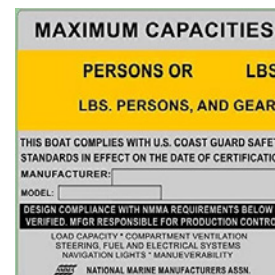 MAXIMUM CAPACITIES
PERSONS OR LBS
LBS. PERSONS, AND GEAR
THIS BOAT COMPLIES WITH U.S. COAST GUARD SAFE
STANDARDS IN EFFECT ON THE DATE OF CERTIFICATI
MANUFACTURER:
MODEL:
DESIGN COMPLIANCE WITH NMMA REQUIREMENTS BELOW
VERIFIED. MFGR RESPONSIBLE FOR PRODUCTION CONTRO
LOAD CAPACITY * COMPARTMENT VENTILATION
STEERING, FUEL AND ELECTRICAL SYSTEMS
NAVIGATION LIGHTS * MANUEVERABILITY
NMMA NATIONAL MARINE MANUFACTURERS ASSN.